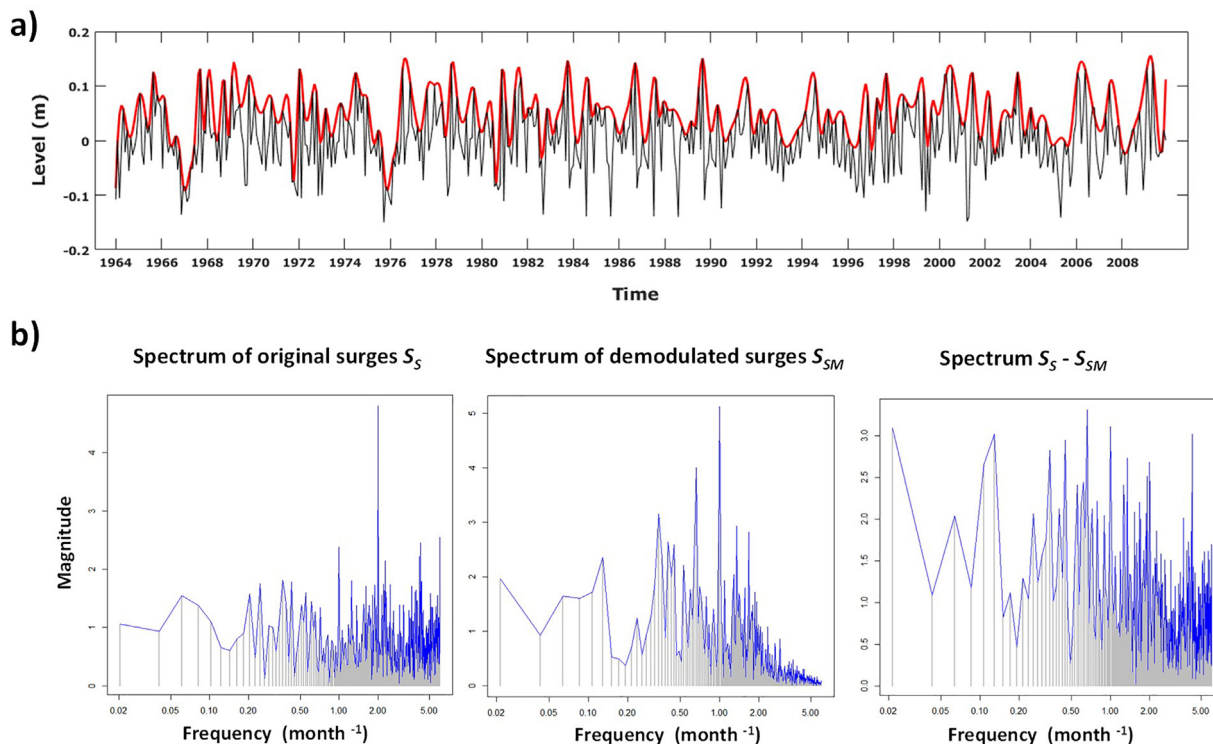 a)
0.2
0.1
0
-0.1
-0.2
Level (m)
1964 1966 1968 1970 1972 1974 1976 1978 1980 1982 1984 1986 1988 1990 1992 1994 1996 1998 2000 2002 2004 2006 2008
Time
b)
Spectrum of original surges SS
Spectrum of demodulated surges SSM
Spectrum SS - SSM
Magnitude
4
3
2
1
0
0.02 0.05 0.10 0.20 0.50 1.00 2.00 5.00
Frequency (month -1)
5
4
3
2
1
0
0.02 0.05 0.10 0.20 0.50 1.00 2.00 5.00
Frequency (month -1)
3.0
2.5
2.0
1.5
1.0
0.5
0.0
0.02 0.05 0.10 0.20 0.50 1.00 2.00 5.00
Frequency (month -1)